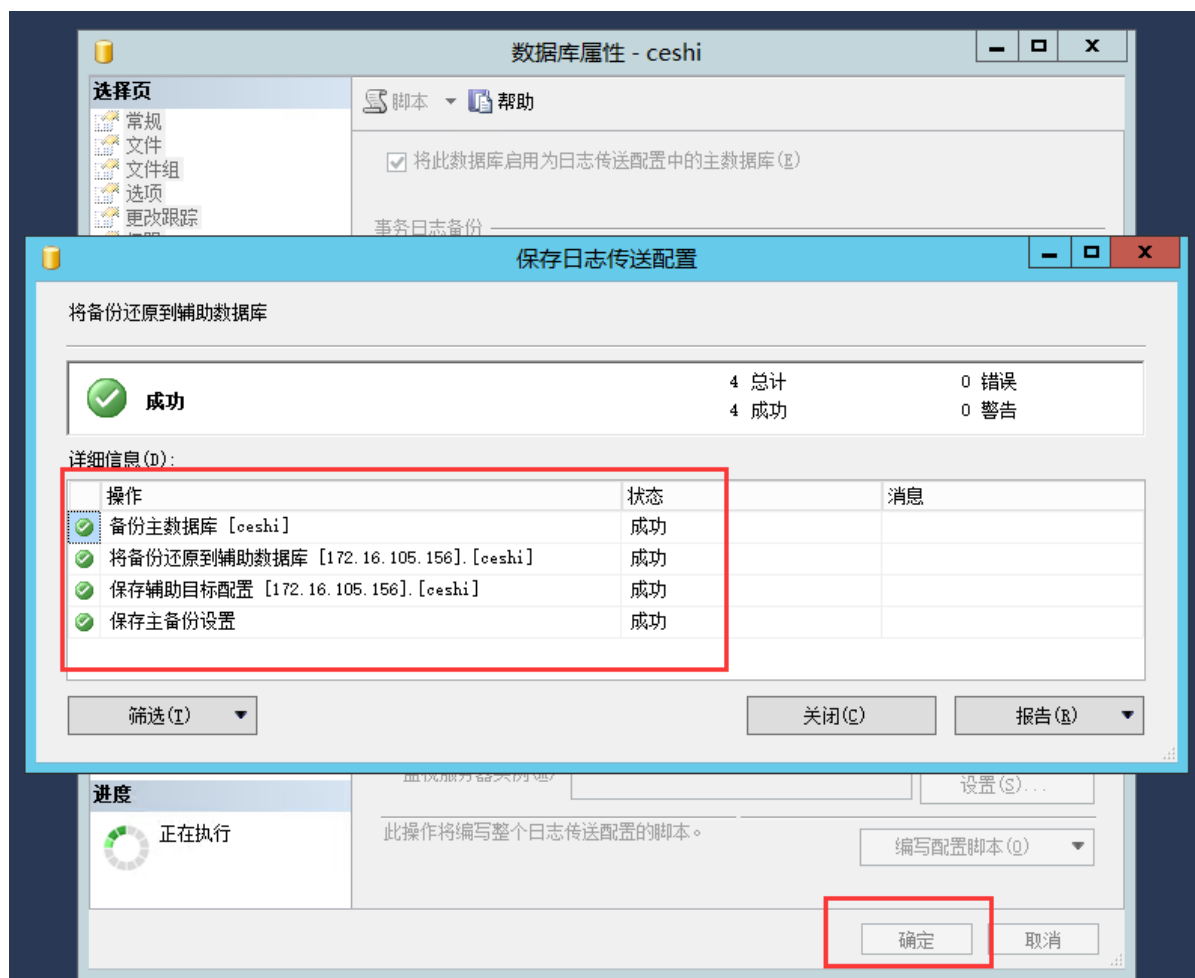 数据库属性 - ceshi
选择页
常规
文件
文件组
选项
更改跟踪
脚本 帮助
将此数据库启用为日志传送配置中的主数据库(E)
事务日志备份
保存日志传送配置
将备份还原到辅助数据库
成功
4 总计 0 错误
4 成功 0 警告
详细信息(D):
操作 状态 消息
备份主数据库 [ceshi] 成功
将备份还原到辅助数据库 [172.16.105.156].[ceshi] 成功
保存辅助目标配置 [172.16.105.156].[ceshi] 成功
保存主备份设置 成功
筛选(T) 关闭(C) 报告(R)
设置(S)...
进度
正在执行
此操作将编写整个日志传送配置的脚本。
编写配置脚本(O)
确定 取消